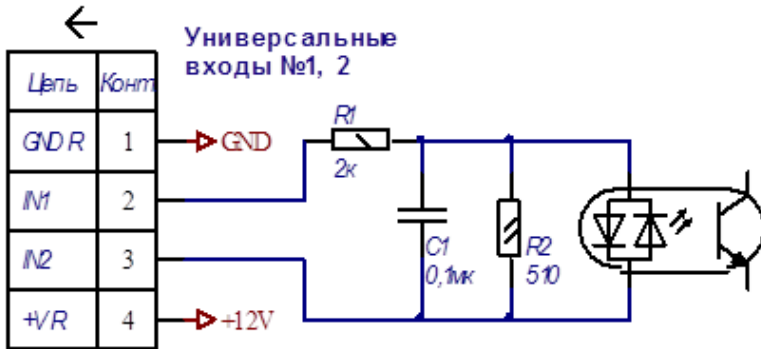 Универсальные
входы №1, 2
Цепь Конт
GND R 1 GND
IN1 2
IN2 3
+V R 4 +12V
R1
2к
C1
0,1мк
R2
510